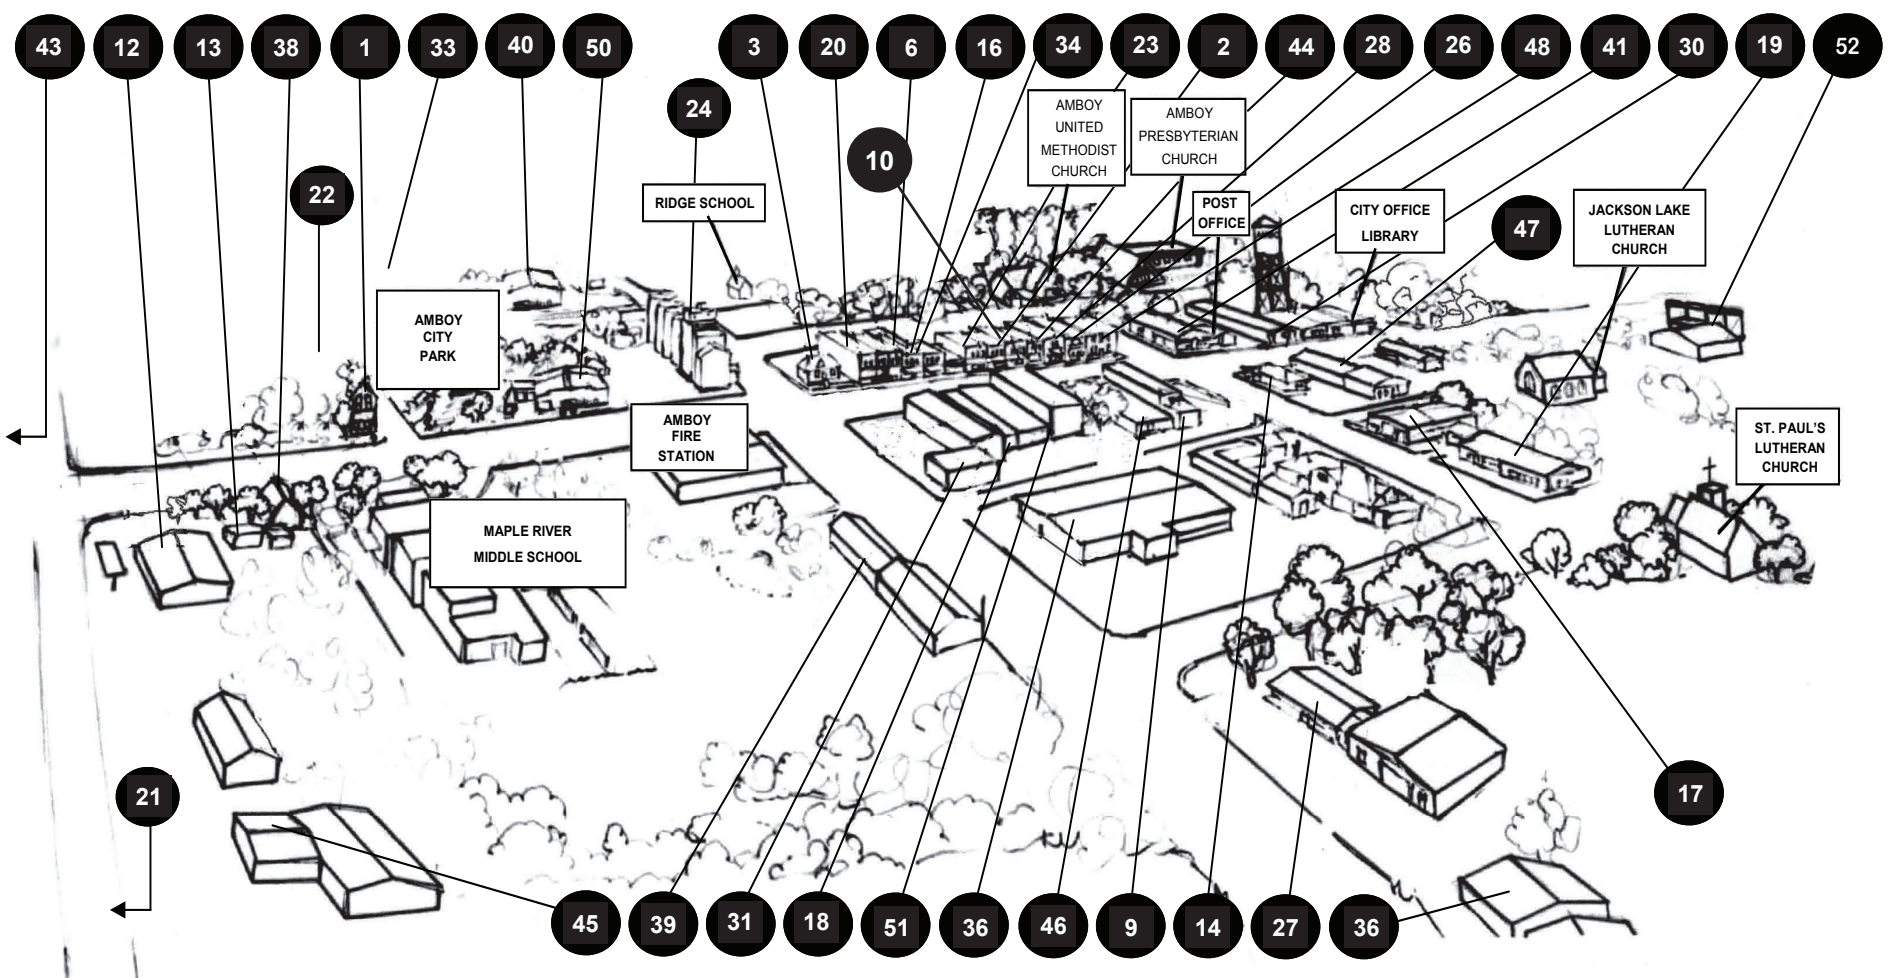 43
12
13
38
1
33
40
50
3
20
6
16
34
23
2
44
28
26
48
41
30
19
52
24
10
22
47
AMBOY
UNITED
METHODIST
CHURCH
AMBOY
PRESBYTERIAN
CHURCH
RIDGE SCHOOL
POST
OFFICE
CITY OFFICE
LIBRARY
JACKSON LAKE
LUTHERAN
CHURCH
AMBOY
CITY
PARK
AMBOY
FIRE
STATION
ST. PAUL'S
LUTHERAN
CHURCH
MAPLE RIVER
MIDDLE SCHOOL
21
17
45
39
31
18
51
36
46
9
14
27
36